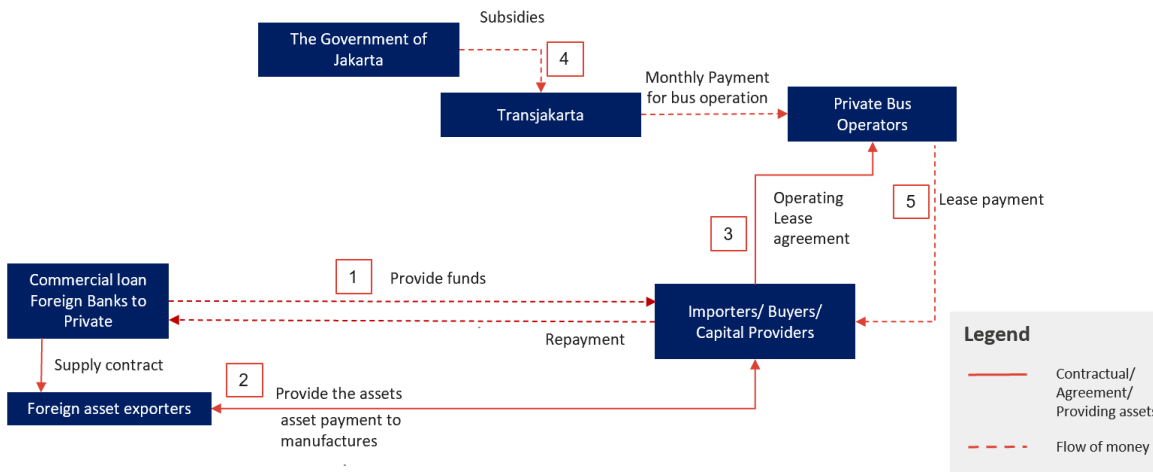 Subsidies
The Government of
Jakarta
4
Transjakarta
Monthly Payment
for bus operation
Private Bus
Operators
5
Lease payment
Operating
Lease
agreement
3
1
Provide funds
Commercial loan
Foreign Banks to
Private
Importers/ Buyers/
Capital Providers
Repayment
Supply contract
2
Provide the assets
asset payment to
manufactures
Foreign asset exporters
Legend
Contractual/
Agreement/
Providing assets
Flow of money